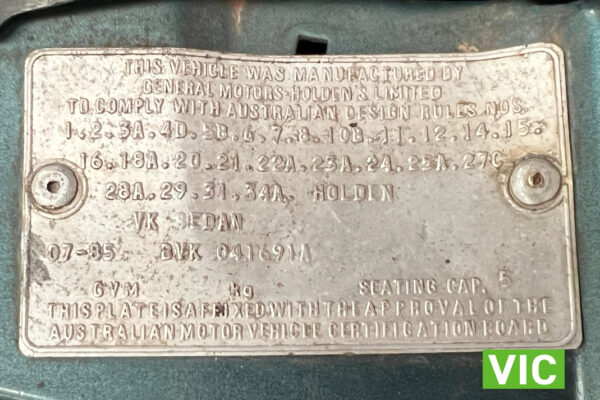 THIS VEHICLE WAS MANUFACTURED BY
GENERAL MOTORS-HOLDEN'S LIMITED
TO COMPLY WITH AUSTRALIAN DESIGN RULES NOS.
1.2.3A.4D.5B.6.7.8.10B.11.12.14.15.
16.18A.20.21.22A.23A.24.25A.27C
28A.29.31.34A. HOLDEN
VK SEDAN
07-85. BVK 041691A
GVM kg SEATING CAP. 5
THIS PLATE IS AFFIXED WITH THE APPROVAL OF THE
AUSTRALIAN MOTOR VEHICLE CERTIFICATION BOARD
VIC